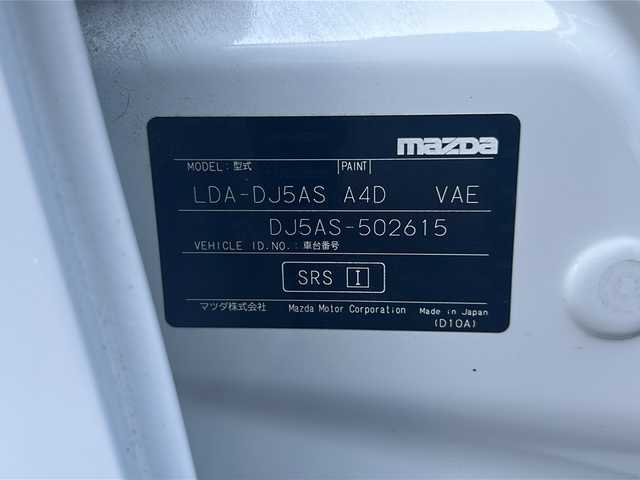 mazda
MODEL:型式 PAINT
LDA-DJ5AS A4D VAE
DJ5AS-502615
VEHICLE ID.NO.:車台番号
SRS I
マツダ株式会社 Mazda Motor Corporation Made in Japan
(D10A)